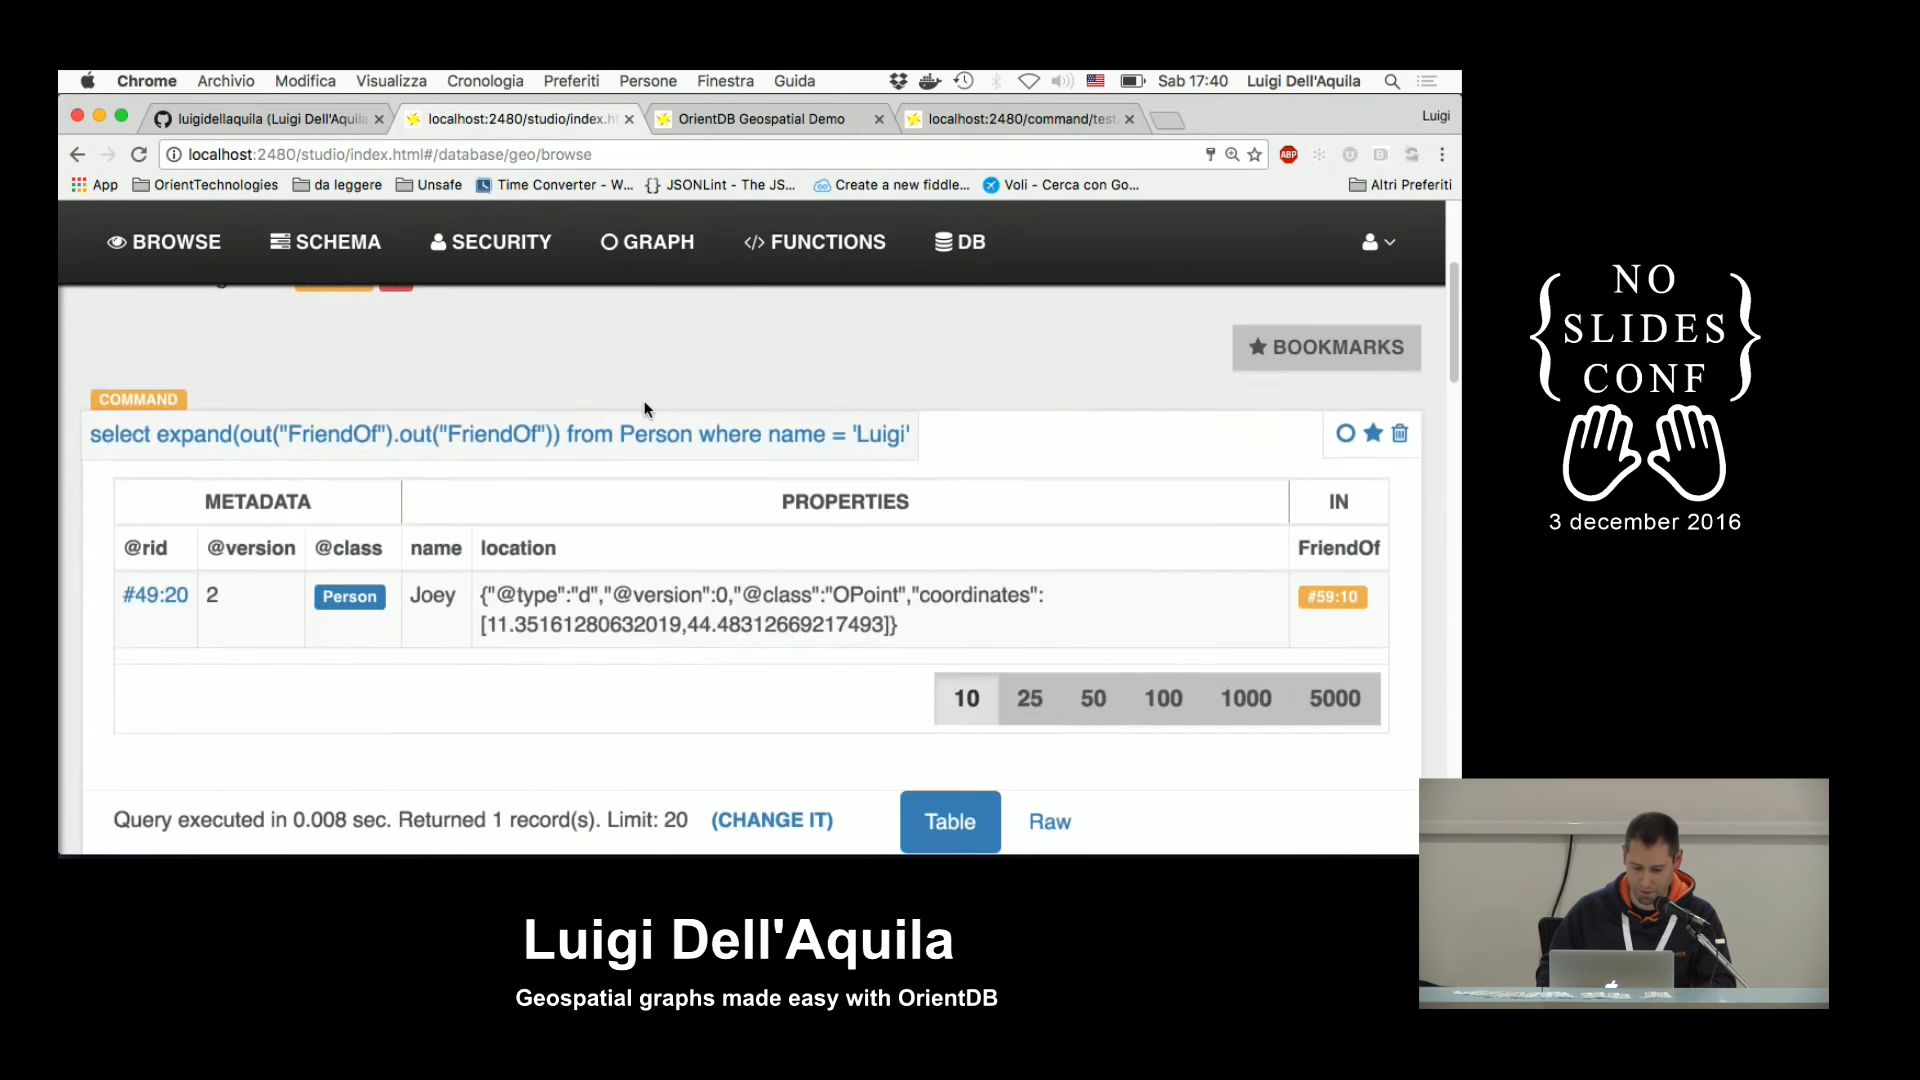 Chrome Archivio Modifica Visualizza Cronologia Preferiti Persone Finestra Guida Sab 17:40 Luigi Dell'Aquila
luigidellaquila (Luigi Dell'Aquila localhost:2480/studio/index.h OrientDB Geospatial Demo localhost:2480/command/test Luigi
localhost:2480/studio/index.html#/database/geo/browse ABP
App OrientTechnologies da leggere Unsafe Time Converter - W... {} JSONLint - The JS... Create a new fiddle... Voli - Cerca con Go... Altri Preferiti
BROWSE SCHEMA SECURITY GRAPH </> FUNCTIONS DB
BOOKMARKS
COMMAND
select expand(out("FriendOf").out("FriendOf")) from Person where name = 'Luigi'
METADATA PROPERTIES IN
@rid @version @class name location FriendOf
#49:20 2 Person Joey {"@type":"d","@version":0,"@class":"OPoint","coordinates":
[11.35161280632019,44.48312669217493]} #59:10
10 25 50 100 1000 5000
Query executed in 0.008 sec. Returned 1 record(s). Limit: 20 (CHANGE IT) Table Raw
NO
SLIDES
CONF
3 december 2016
Luigi Dell'Aquila
Geospatial graphs made easy with OrientDB